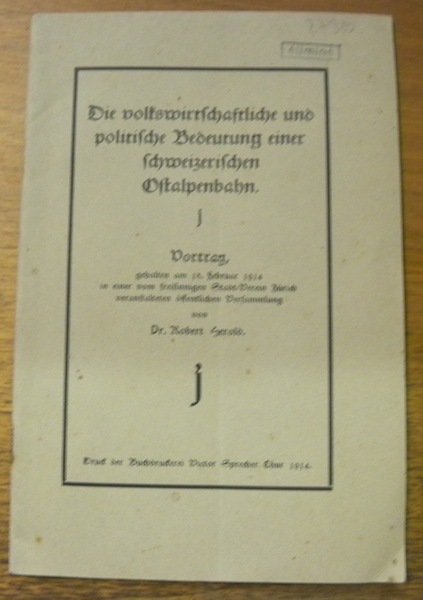 Die volkswirtschaftliche und
politische Bedeutung einer
schweizerischen
Ostalpenbahn.
Vortrag,
gehalten am 16. Februar 1914
in einer vom freisinnigen Stadt-Verein Zürich
veranstalteten öffentlichen Versammlung
von
Dr. Robert Herold.
Druck der Buchdruckerei Victor Sprecher Chur 1914.